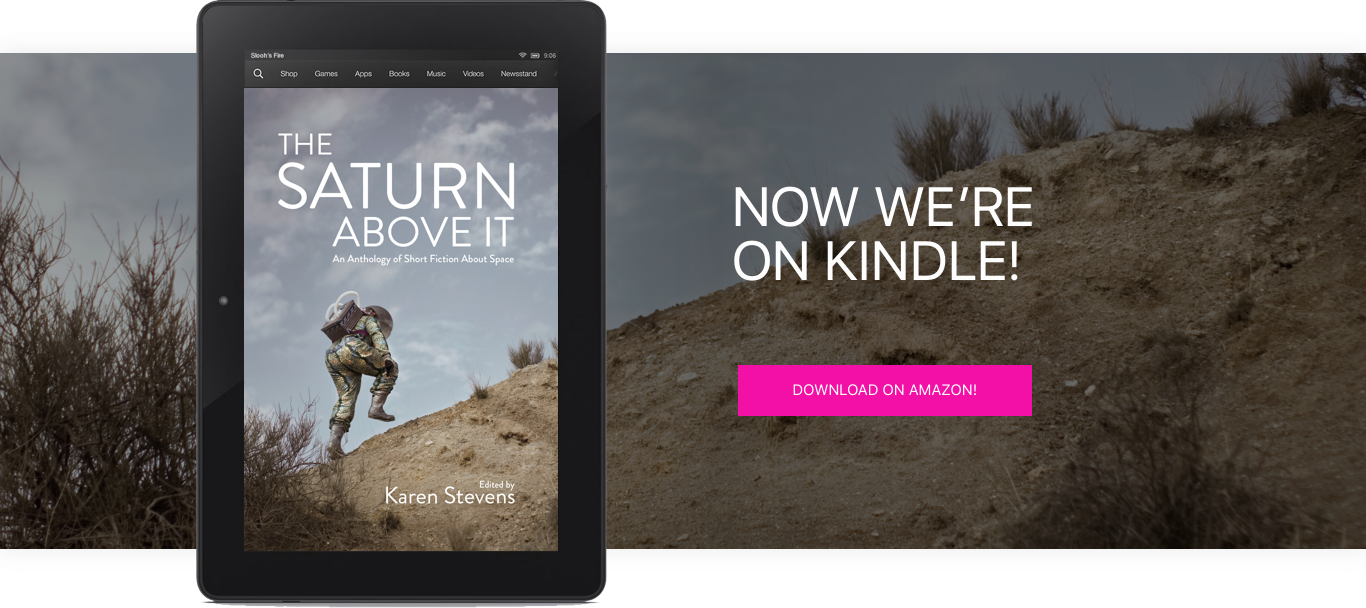 Slooh's Fire 9:06
Shop Games Apps Books Music Videos Newsstand
THE
SATURN
ABOVE IT
An Anthology of Short Fiction About Space
Edited by
Karen Stevens
NOW WE’RE
ON KINDLE!
DOWNLOAD ON AMAZON!